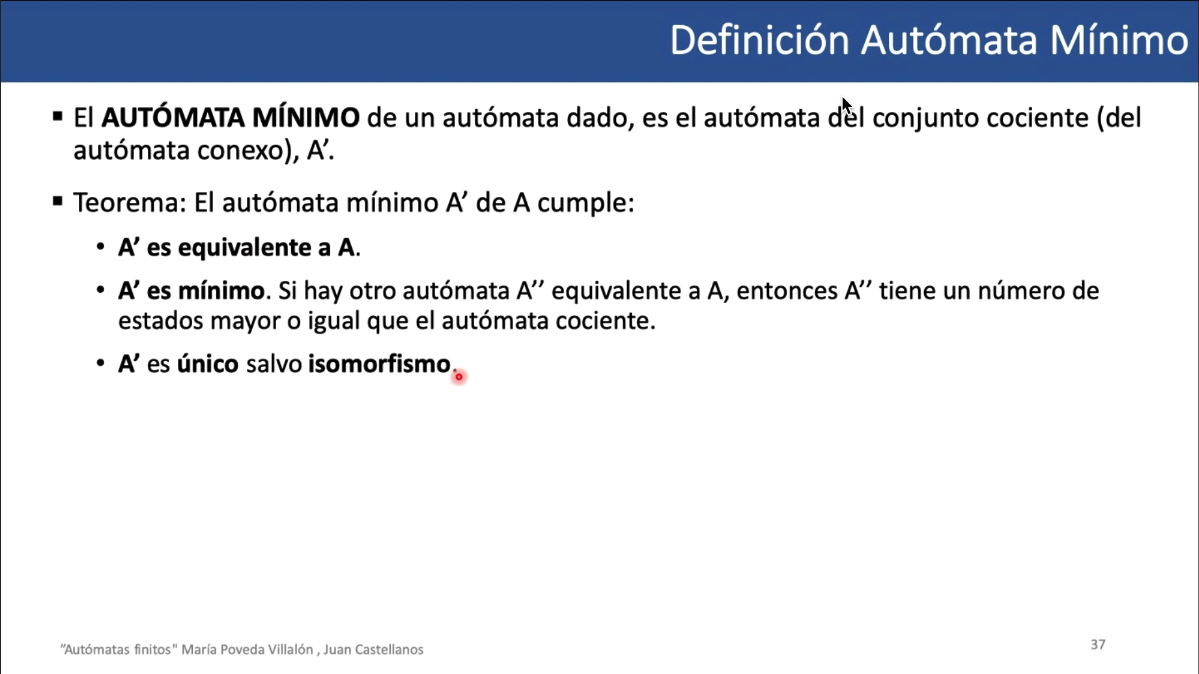 Definición Autómata Mínimo
▪ El AUTÓMATA MÍNIMO de un autómata dado, es el autómata del conjunto cociente (del
autómata conexo), A’.
▪ Teorema: El autómata mínimo A’ de A cumple:
• A’ es equivalente a A.
• A’ es mínimo. Si hay otro autómata A’’ equivalente a A, entonces A’’ tiene un número de
estados mayor o igual que el autómata cociente.
• A’ es único salvo isomorfismo.
”Autómatas finitos" María Poveda Villalón , Juan Castellanos
37